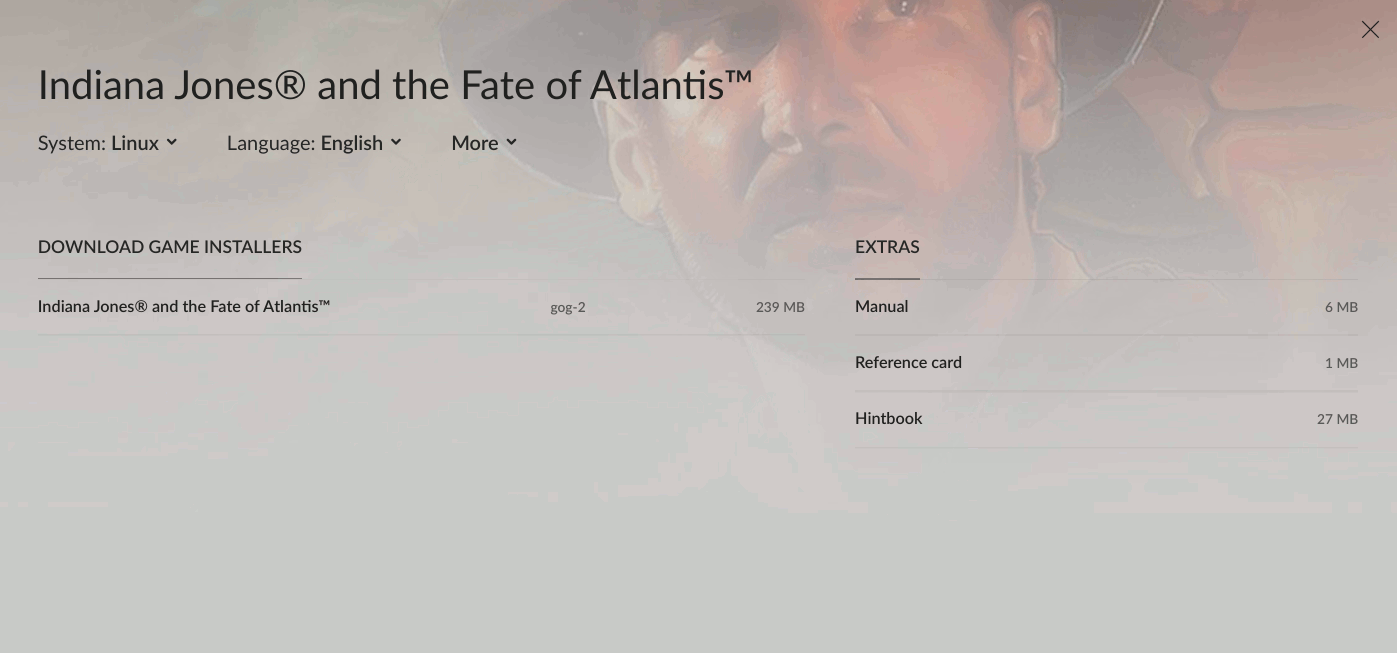 Indiana Jones® and the Fate of Atlantis™
System: Linux Language: English More
DOWNLOAD GAME INSTALLERS
Indiana Jones® and the Fate of Atlantis™ gog-2 239 MB
EXTRAS
Manual 6 MB
Reference card 1 MB
Hintbook 27 MB